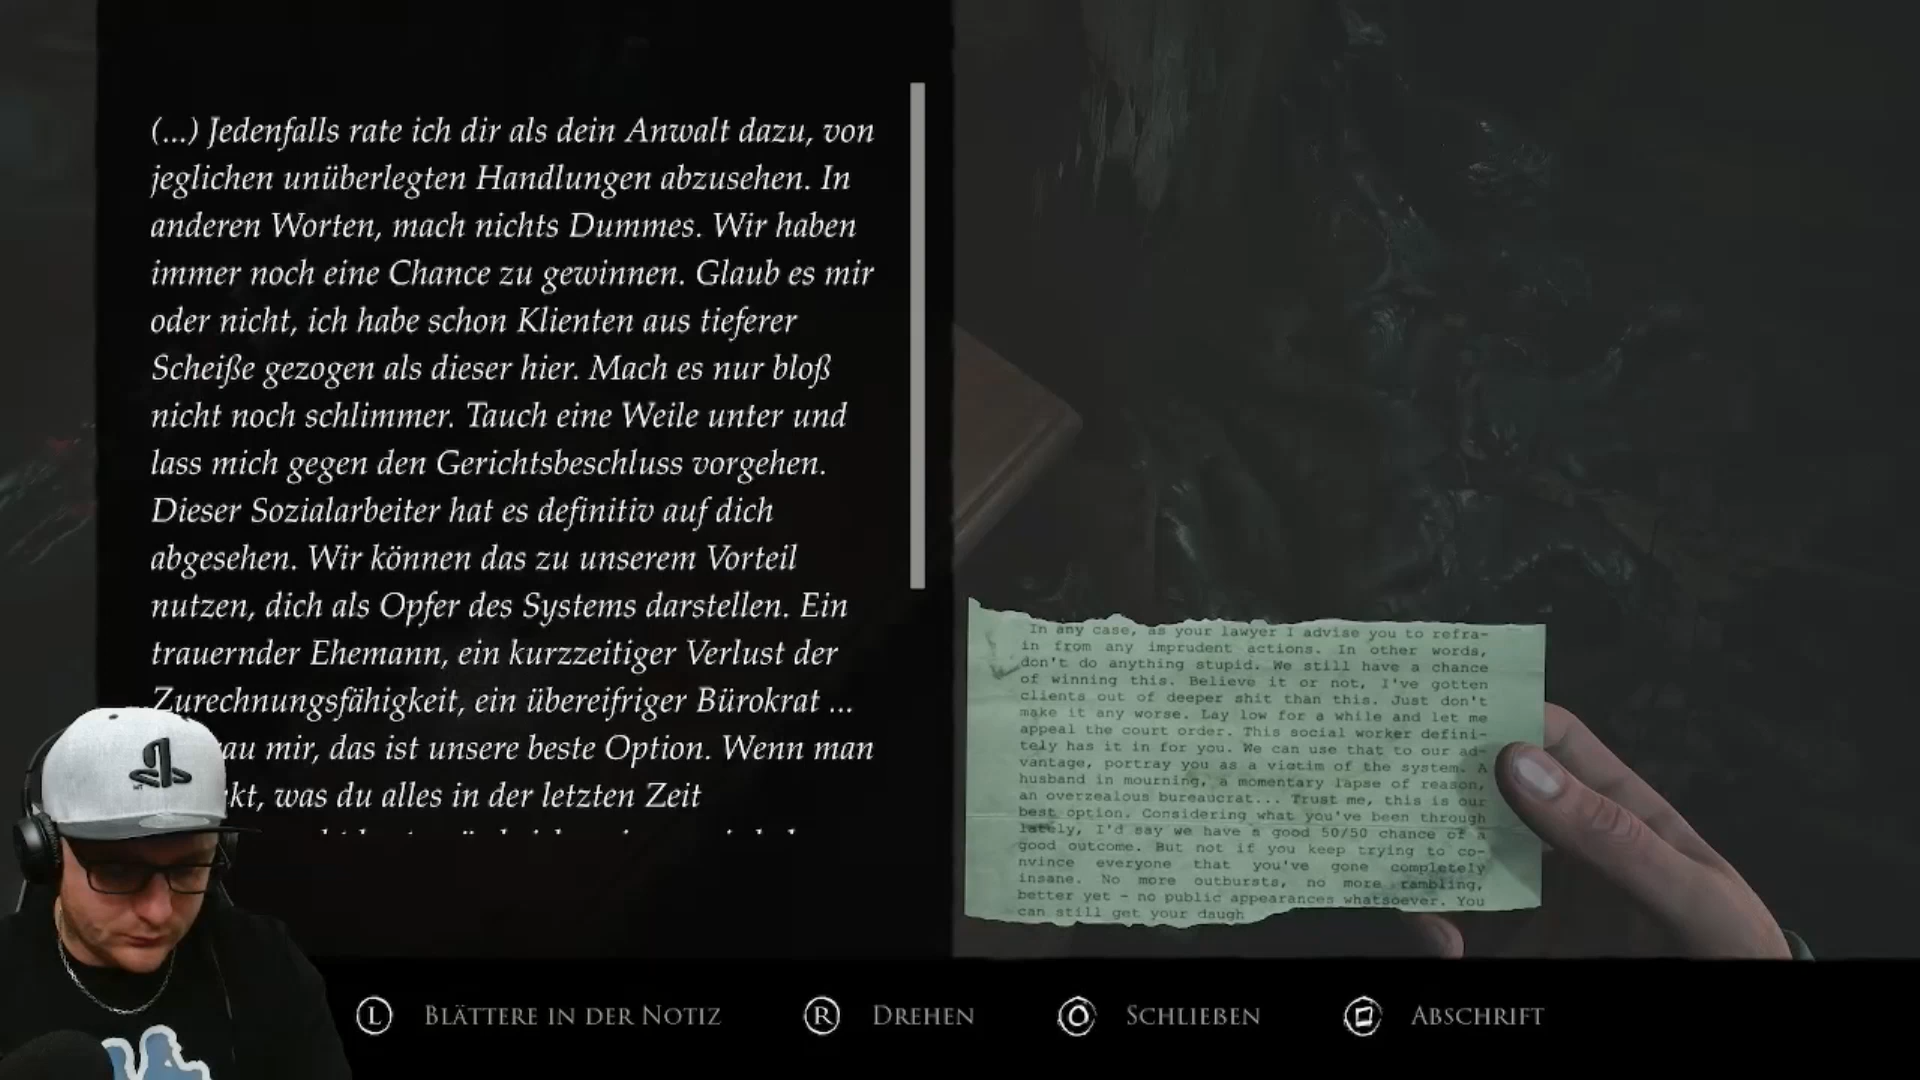 (...) Jedenfalls rate ich dir als dein Anwalt dazu, von
jeglichen unüberlegten Handlungen abzusehen. In
anderen Worten, mach nichts Dummes. Wir haben
immer noch eine Chance zu gewinnen. Glaub es mir
oder nicht, ich habe schon Klienten aus tieferer
Scheiße gezogen als dieser hier. Mach es nur bloß
nicht noch schlimmer. Tauch eine Weile unter und
lass mich gegen den Gerichtsbeschluss vorgehen.
Dieser Sozialarbeiter hat es definitiv auf dich
abgesehen. Wir können das zu unserem Vorteil
nutzen, dich als Opfer des Systems darstellen. Ein
trauernder Ehemann, ein kurzzeitiger Verlust der
Zurechnungsfähigkeit, ein übereifriger Bürokrat ...
mir, das ist unsere beste Option. Wenn man
was du alles in der letzten Zeit
In any case, as your lawyer I advise you to refra-
in from any imprudent actions. In other words,
don't do anything stupid. We still have a chance
of winning this. Believe it or not, I've gotten
clients out of deeper shit than this. Just don't
make it any worse. Lay low for a while and let me
appeal the court order. This social worker defini-
tely has it in for you. We can use that to our ad-
vantage, portray you as a victim of the system. A
husband in mourning, a momentary lapse of reason,
an overzealous bureaucrat... Trust me, this is our
best option. Considering what you've been through
lately, I'd say we have a good 50/50 chance of a
good outcome. But not if you keep trying to co-
nvince everyone that you've gone completely
insane. No more outbursts, no more rambling,
better yet - no public appearances whatsoever. You
can still get your daugh
L BLÄTTERE IN DER NOTIZ R DREHEN SCHLIEßEN ABSCHRIFT